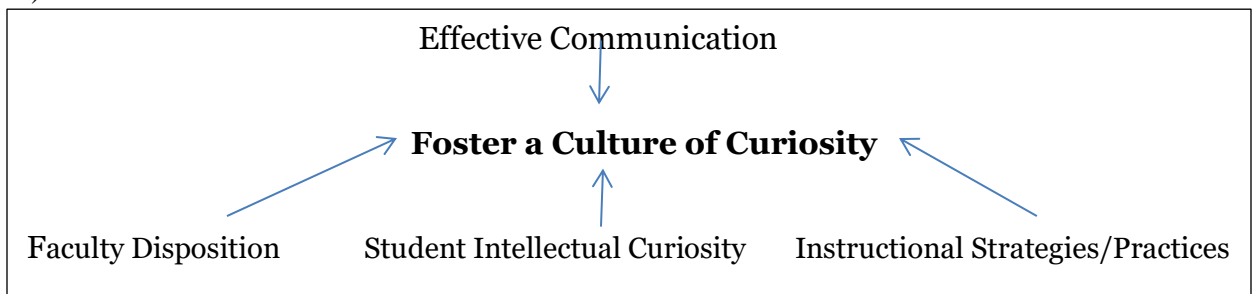 Effective Communication
Foster a Culture of Curiosity
Faculty Disposition Student Intellectual Curiosity Instructional Strategies/Practices